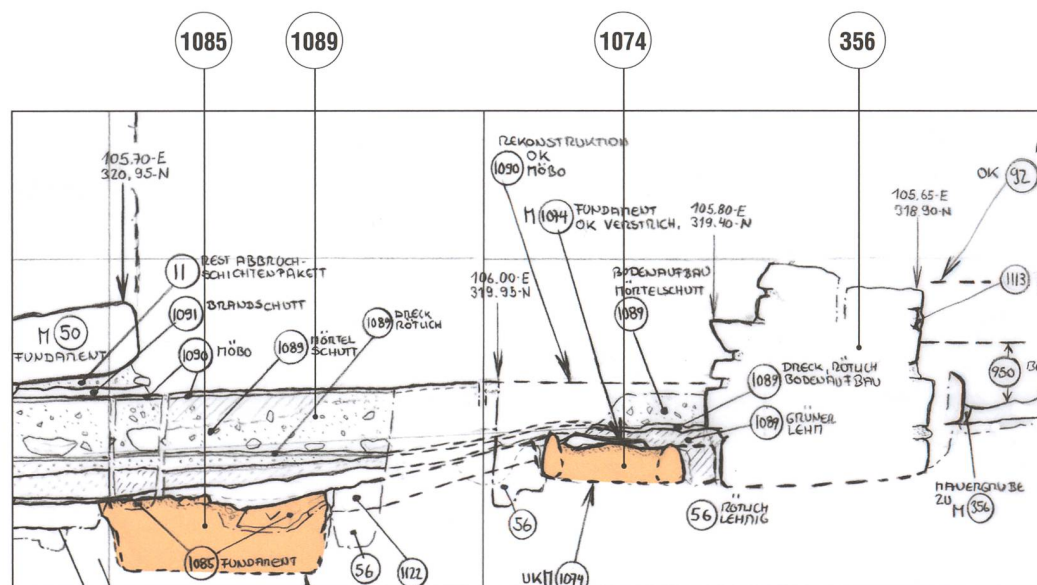 1085
1089
1074
356
105.70-E
320,95-N
REKONSTRUKTION
OK
1090 MÖBO
M 1074 FUNDAMENT
OK VERSTRICH,
105.80-E
319.40-N
105.65-E
318.90-N
OK 92
11 REST ABBRUCH-
SCHICHTENPAKETT
1091 BRANDSCHUTT
M 50
FUNDAMENT
1090 MÖBO
1089 MÖRTEL
SCHUTT
1089 DRECK
RÖTLICH
106.00-E
319.95-N
BODENAUFBAU
MÖRTELSCHUTT
1089
1113
950
1089 DRECK, RÖTLICH
BODENAUFBAU
1089 GRÜNER
LEHM
MAUERGRUBE
ZU M 356
56
56 RÖTLICH
LEHMIG
1085 FUNDAMENT
56
1122
UK M 1074